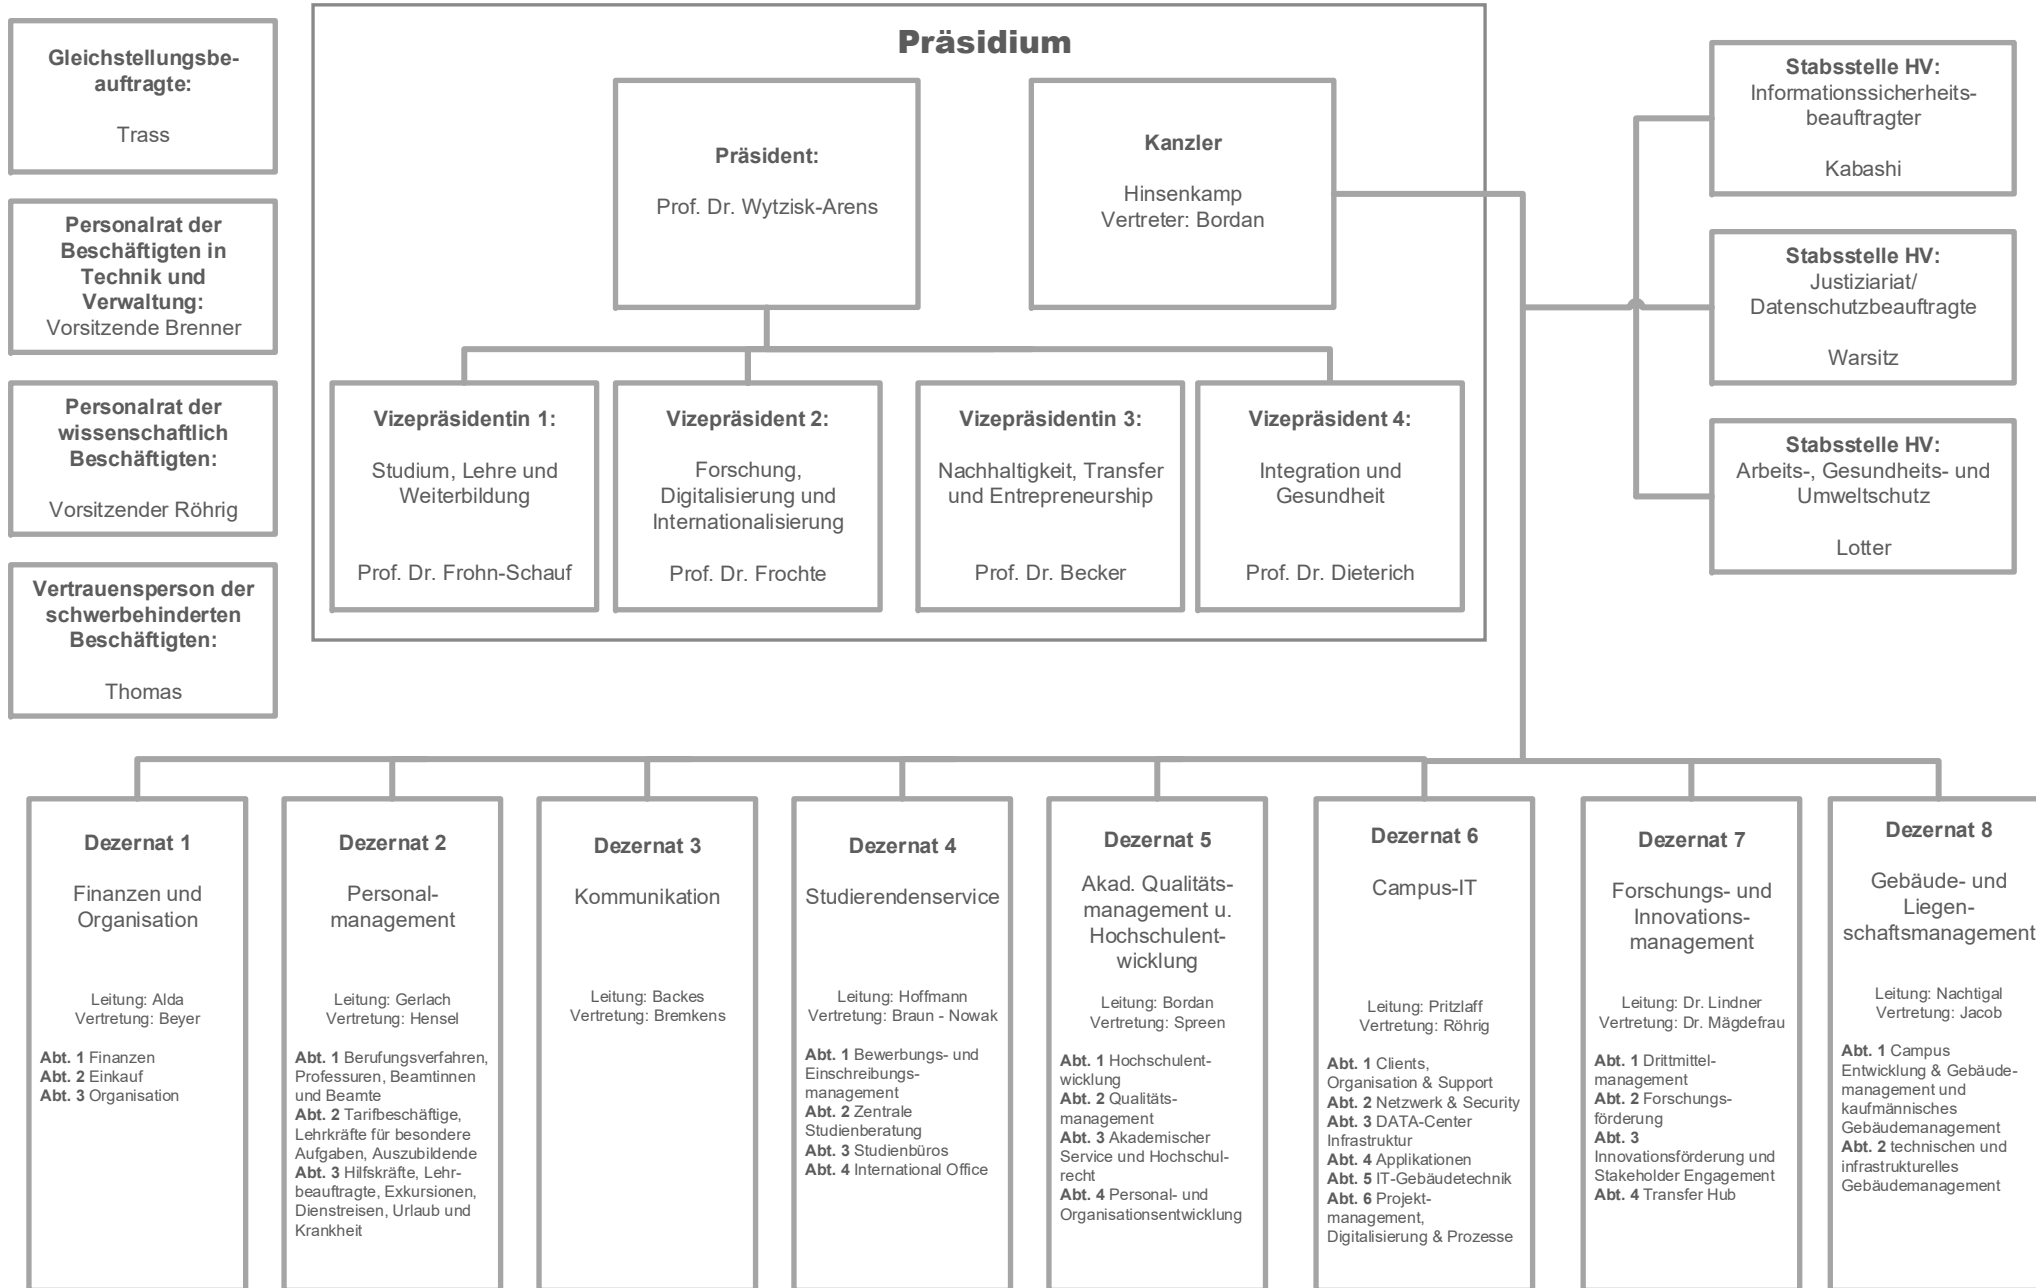 Gleichstellungsbe-
auftragte:
Trass
Personalrat der
Beschäftigten in
Technik und
Verwaltung:
Vorsitzende Brenner
Personalrat der
wissenschaftlich
Beschäftigten:
Vorsitzender Röhrig
Vertrauensperson der
schwerbehinderten
Beschäftigten:
Thomas
Präsidium
Präsident:
Prof. Dr. Wytzisk-Arens
Kanzler
Hinsenkamp
Vertreter: Bordan
Vizepräsidentin 1:
Studium, Lehre und
Weiterbildung
Prof. Dr. Frohn-Schauf
Vizepräsident 2:
Forschung,
Digitalisierung und
Internationalisierung
Prof. Dr. Frochte
Vizepräsidentin 3:
Nachhaltigkeit, Transfer
und Entrepreneurship
Prof. Dr. Becker
Vizepräsident 4:
Integration und
Gesundheit
Prof. Dr. Dieterich
Stabsstelle HV:
Informationssicherheits-
beauftragter
Kabashi
Stabsstelle HV:
Justiziariat/
Datenschutzbeauftragte
Warsitz
Stabsstelle HV:
Arbeits-, Gesundheits- und
Umweltschutz
Lotter
Dezernat 1
Finanzen und
Organisation
Leitung: Alda
Vertretung: Beyer
Abt. 1 Finanzen
Abt. 2 Einkauf
Abt. 3 Organisation
Dezernat 2
Personal-
management
Leitung: Gerlach
Vertretung: Hensel
Abt. 1 Berufungsverfahren,
Professuren, Beamtinnen
und Beamte
Abt. 2 Tarifbeschäftige,
Lehrkräfte für besondere
Aufgaben, Auszubildende
Abt. 3 Hilfskräfte, Lehr-
beauftragte, Exkursionen,
Dienstreisen, Urlaub und
Krankheit
Dezernat 3
Kommunikation
Leitung: Backes
Vertretung: Bremkens
Dezernat 4
Studierendenservice
Leitung: Hoffmann
Vertretung: Braun - Nowak
Abt. 1 Bewerbungs- und
Einschreibungs-
management
Abt. 2 Zentrale
Studienberatung
Abt. 3 Studienbüros
Abt. 4 International Office
Dezernat 5
Akad. Qualitäts-
management u.
Hochschulent-
wicklung
Leitung: Bordan
Vertretung: Spreen
Abt. 1 Hochschulent-
wicklung
Abt. 2 Qualitäts-
management
Abt. 3 Akademischer
Service und Hochschul-
recht
Abt. 4 Personal- und
Organisationsentwicklung
Dezernat 6
Campus-IT
Leitung: Pritzlaff
Vertretung: Röhrig
Abt. 1 Clients,
Organisation & Support
Abt. 2 Netzwerk & Security
Abt. 3 DATA-Center
Infrastruktur
Abt. 4 Applikationen
Abt. 5 IT-Gebäudetechnik
Abt. 6 Projekt-
management,
Digitalisierung & Prozesse
Dezernat 7
Forschungs- und
Innovations-
management
Leitung: Dr. Lindner
Vertretung: Dr. Mägdefrau
Abt. 1 Drittmittel-
management
Abt. 2 Forschungs-
förderung
Abt. 3
Innovationsförderung und
Stakeholder Engagement
Abt. 4 Transfer Hub
Dezernat 8
Gebäude- und
Liegen-
schaftsmanagement
Leitung: Nachtigal
Vertretung: Jacob
Abt. 1 Campus
Entwicklung & Gebäude-
management und
kaufmännisches
Gebäudemanagement
Abt. 2 technischen und
infrastrukturelles
Gebäudemanagement